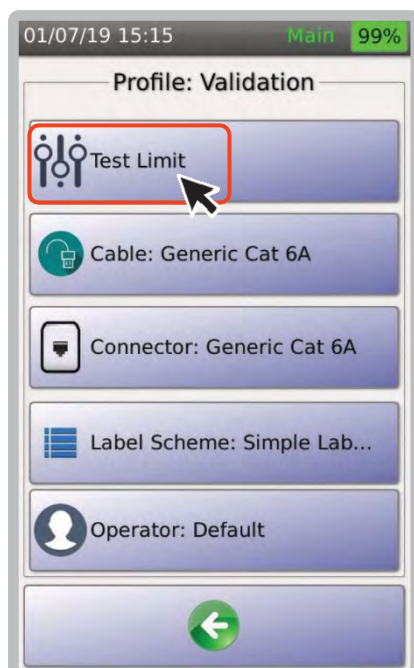 01/07/19 15:15 Main 99%
Profile: Validation
Test Limit
Cable: Generic Cat 6A
Connector: Generic Cat 6A
Label Scheme: Simple Lab...
Operator: Default